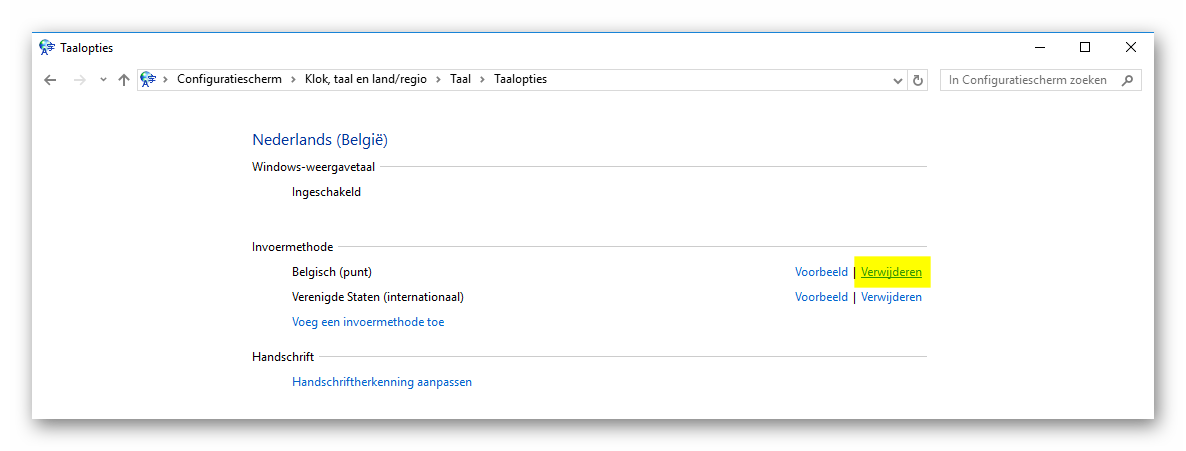 Taalopties
Configuratiescherm > Klok, taal en land/regio > Taal > Taalopties
In Configuratiescherm zoeken
Nederlands (België)
Windows-weergavetaal
Ingeschakeld
Invoermethode
Belgisch (punt) Voorbeeld | Verwijderen
Verenigde Staten (internationaal) Voorbeeld | Verwijderen
Voeg een invoermethode toe
Handschrift
Handschriftherkenning aanpassen